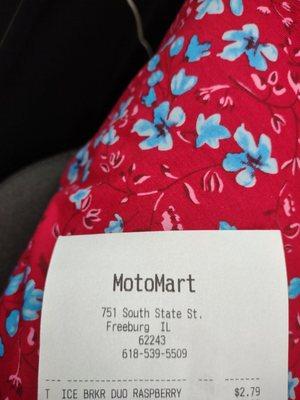 MotoMart
751 South State St.
Freeburg IL
62243
618-539-5509
T ICE BRKR DUO RASPBERRY $2.79